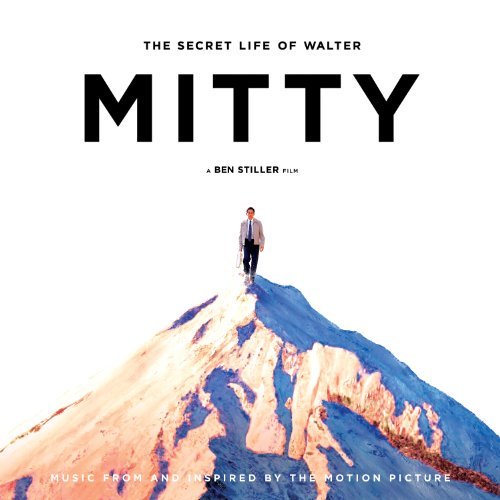 THE SECRET LIFE OF WALTER
MITTY
A BEN STILLER FILM
MUSIC FROM AND INSPIRED BY THE MOTION PICTURE